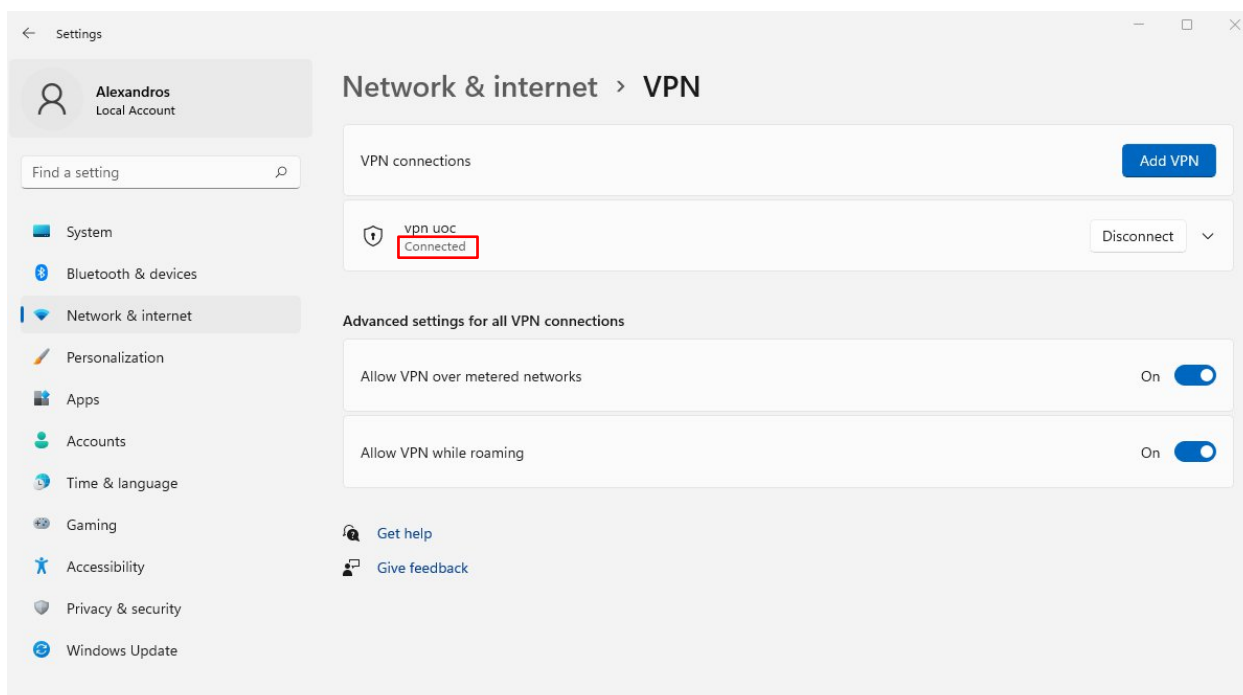 Settings
Alexandros
Local Account
Find a setting
System
Bluetooth & devices
Network & internet
Personalization
Apps
Accounts
Time & language
Gaming
Accessibility
Privacy & security
Windows Update
Network & internet > VPN
VPN connections
Add VPN
vpn uoc
Connected
Disconnect
Advanced settings for all VPN connections
Allow VPN over metered networks
On
Allow VPN while roaming
On
Get help
Give feedback